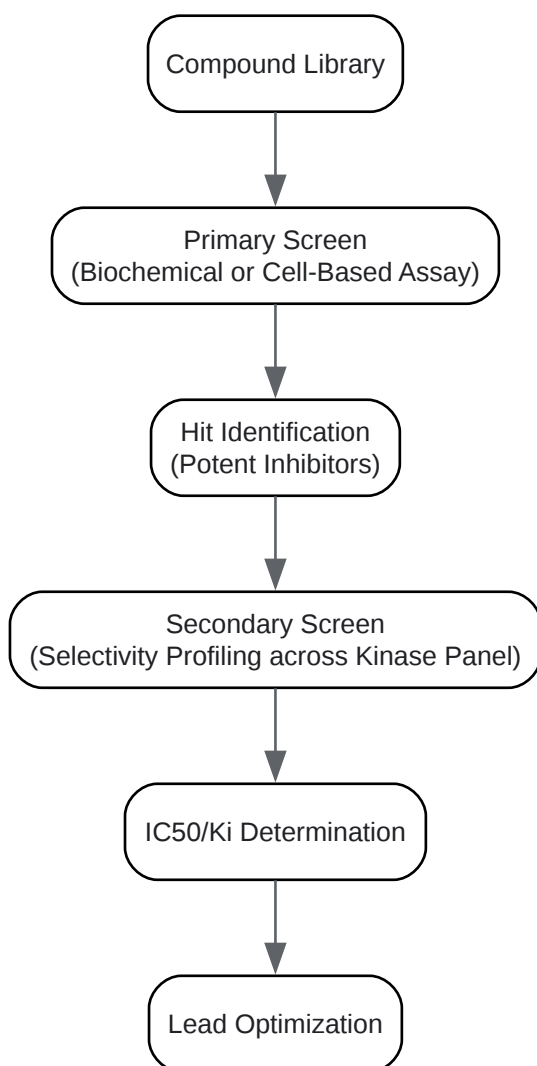 Compound Library
Primary Screen
(Biochemical or Cell-Based Assay)
Hit Identification
(Potent Inhibitors)
Secondary Screen
(Selectivity Profiling across Kinase Panel)
IC50/Ki Determination
Lead Optimization